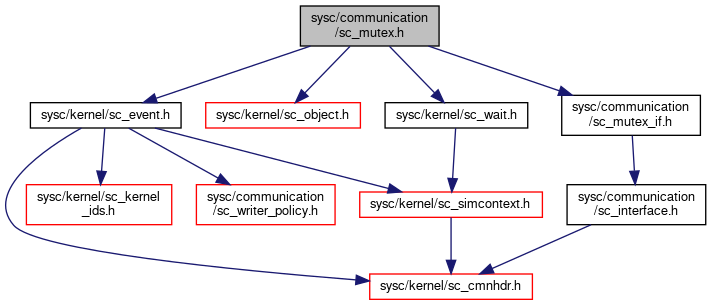 sysc/communication
/sc_mutex.h
sysc/kernel/sc_event.h
sysc/kernel/sc_object.h
sysc/kernel/sc_wait.h
sysc/communication
/sc_mutex_if.h
sysc/kernel/sc_kernel
_ids.h
sysc/communication
/sc_writer_policy.h
sysc/kernel/sc_simcontext.h
sysc/communication
/sc_interface.h
sysc/kernel/sc_cmnhdr.h